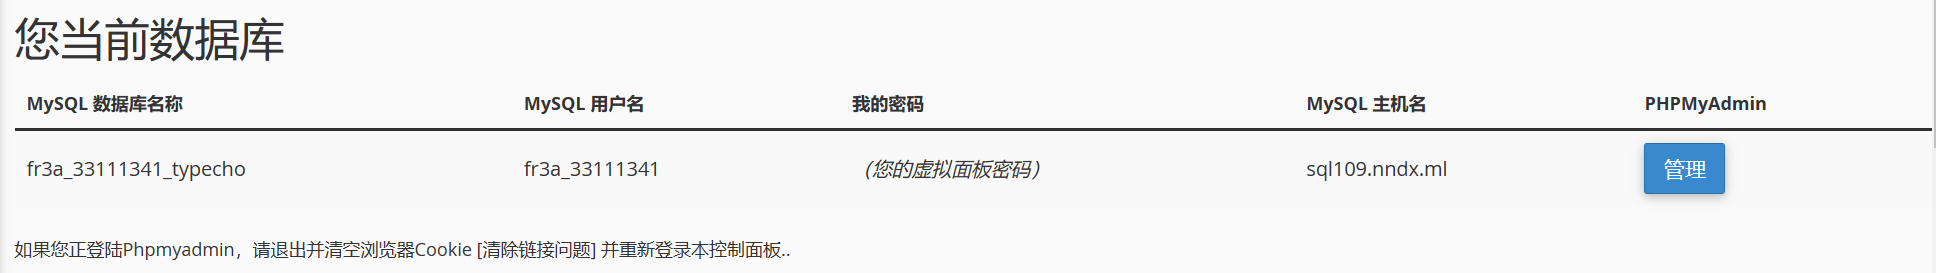 您当前数据库
MySQL 数据库名称 MySQL 用户名 我的密码 MySQL 主机名 PHPMyAdmin
fr3a_33111341_typecho fr3a_33111341 （您的虚拟面板密码） sql109.nndx.ml 管理
如果您正登陆Phpmyadmin，请退出并清空浏览器Cookie [清除链接问题] 并重新登录本控制面板..